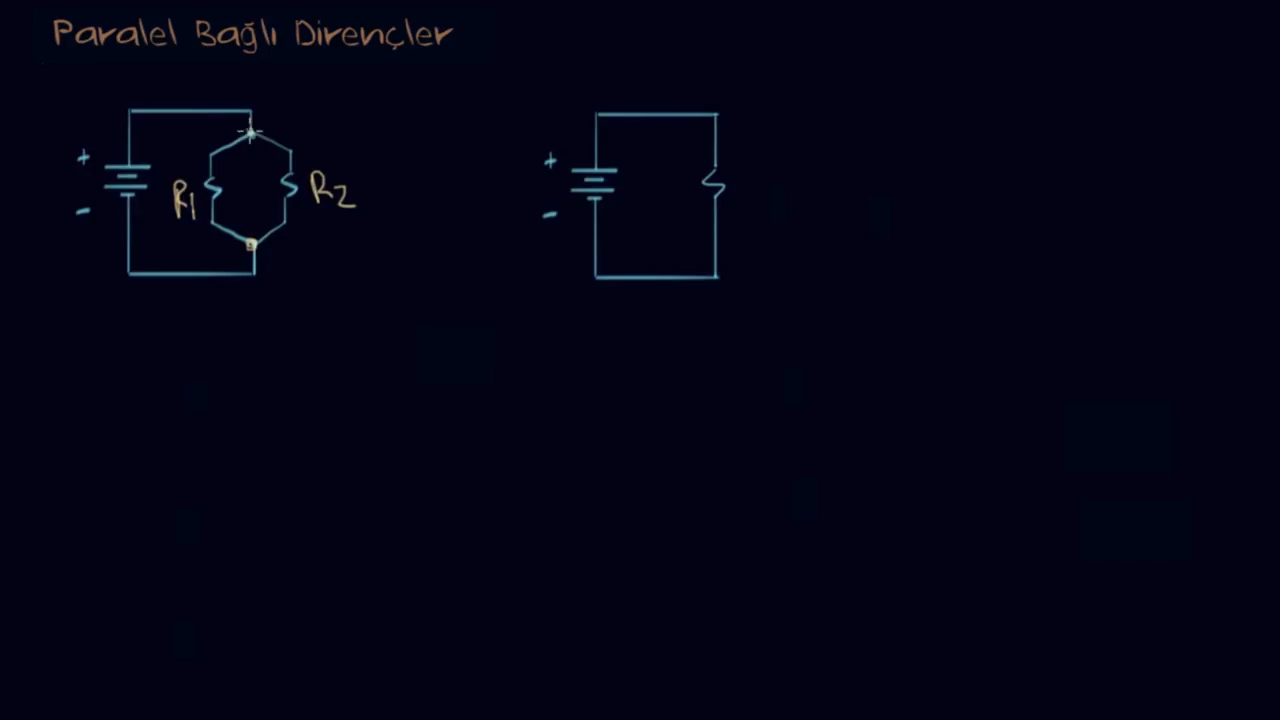 Paralel Bağlı Dirençler
+ +
R1 R2
- -